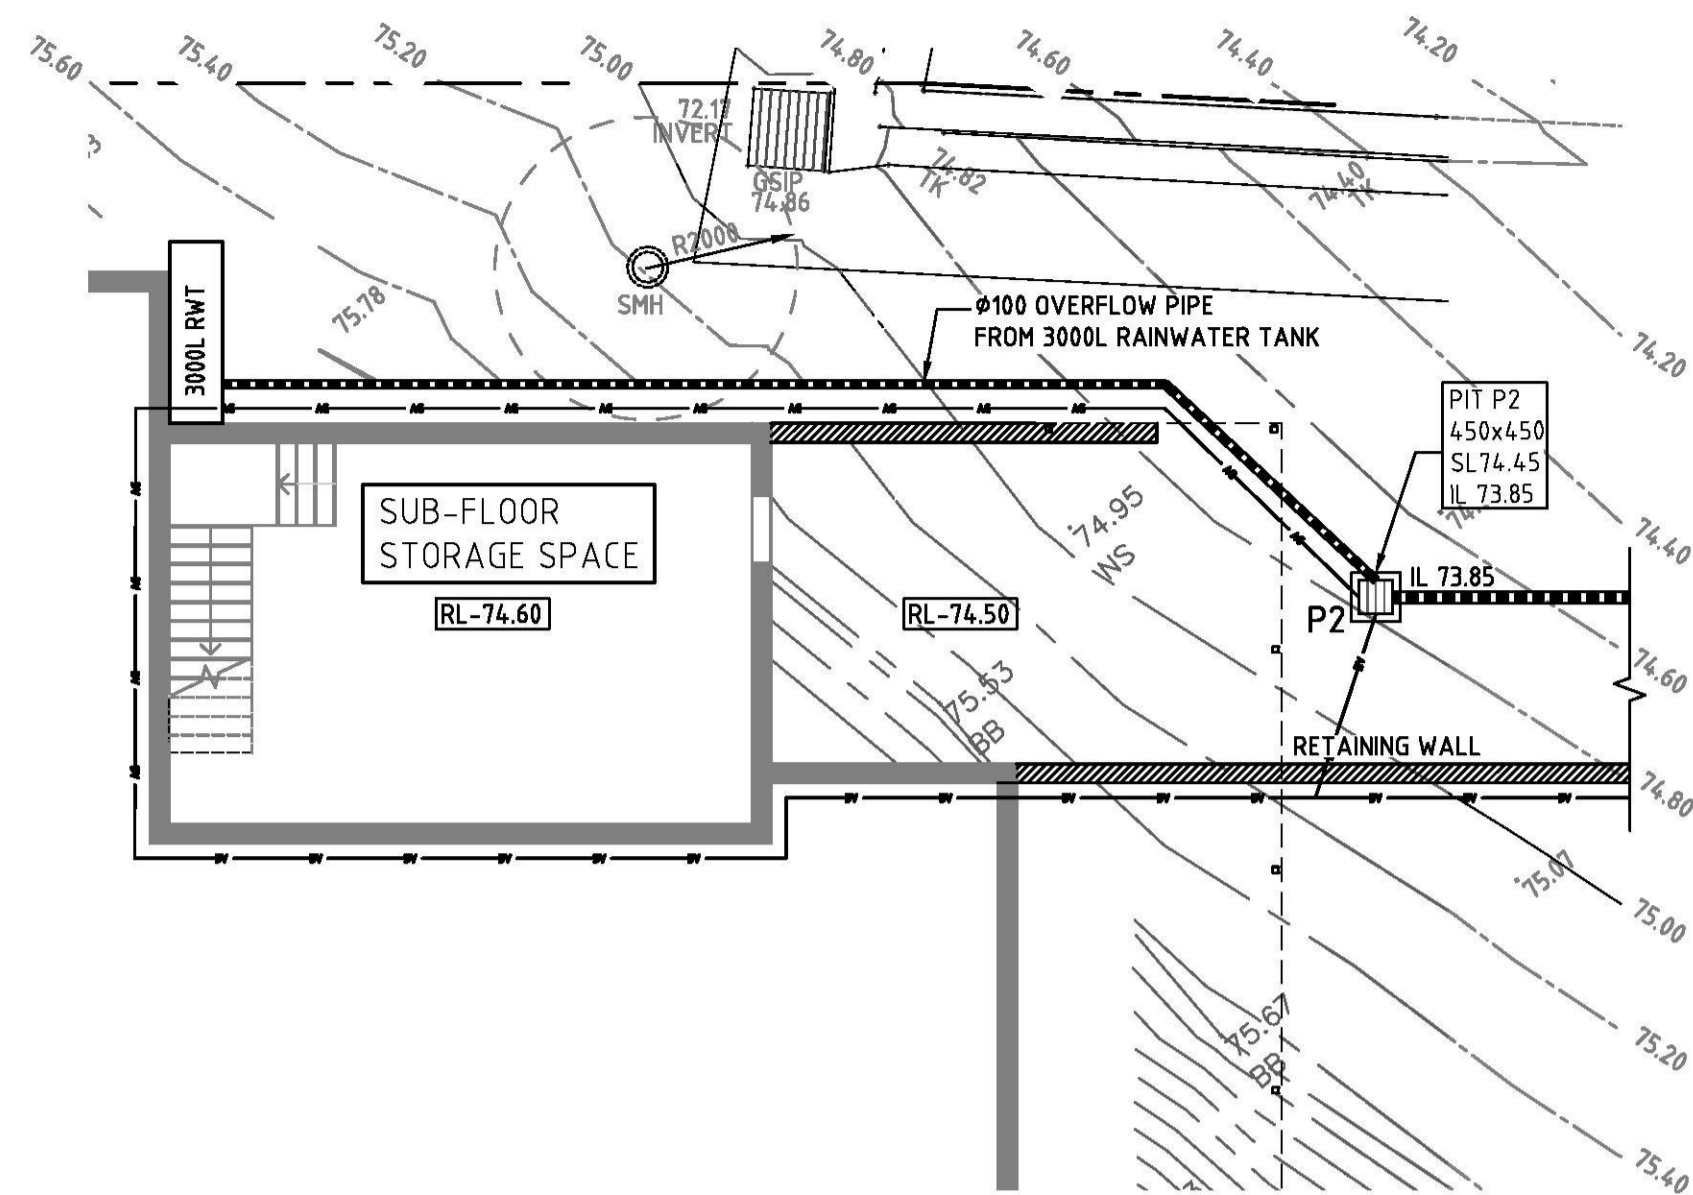 75.60
75.40
75.20
75.00
74.80
74.60
74.40
74.20
72.17
INVERT
GSIP
74.86
74.82
TK
74.40
TK
R2000
SMH
75.78
3000L RWT
Ø100 OVERFLOW PIPE
FROM 3000L RAINWATER TANK
74.20
PIT P2
450x450
SL74.45
IL 73.85
SUB-FLOOR
STORAGE SPACE
74.95
WS
74.40
IL 73.85
RL-74.60
RL-74.50
P2
74.60
75.53
BB
RETAINING WALL
74.80
75.07
75.00
75.67
BB
75.20
75.40